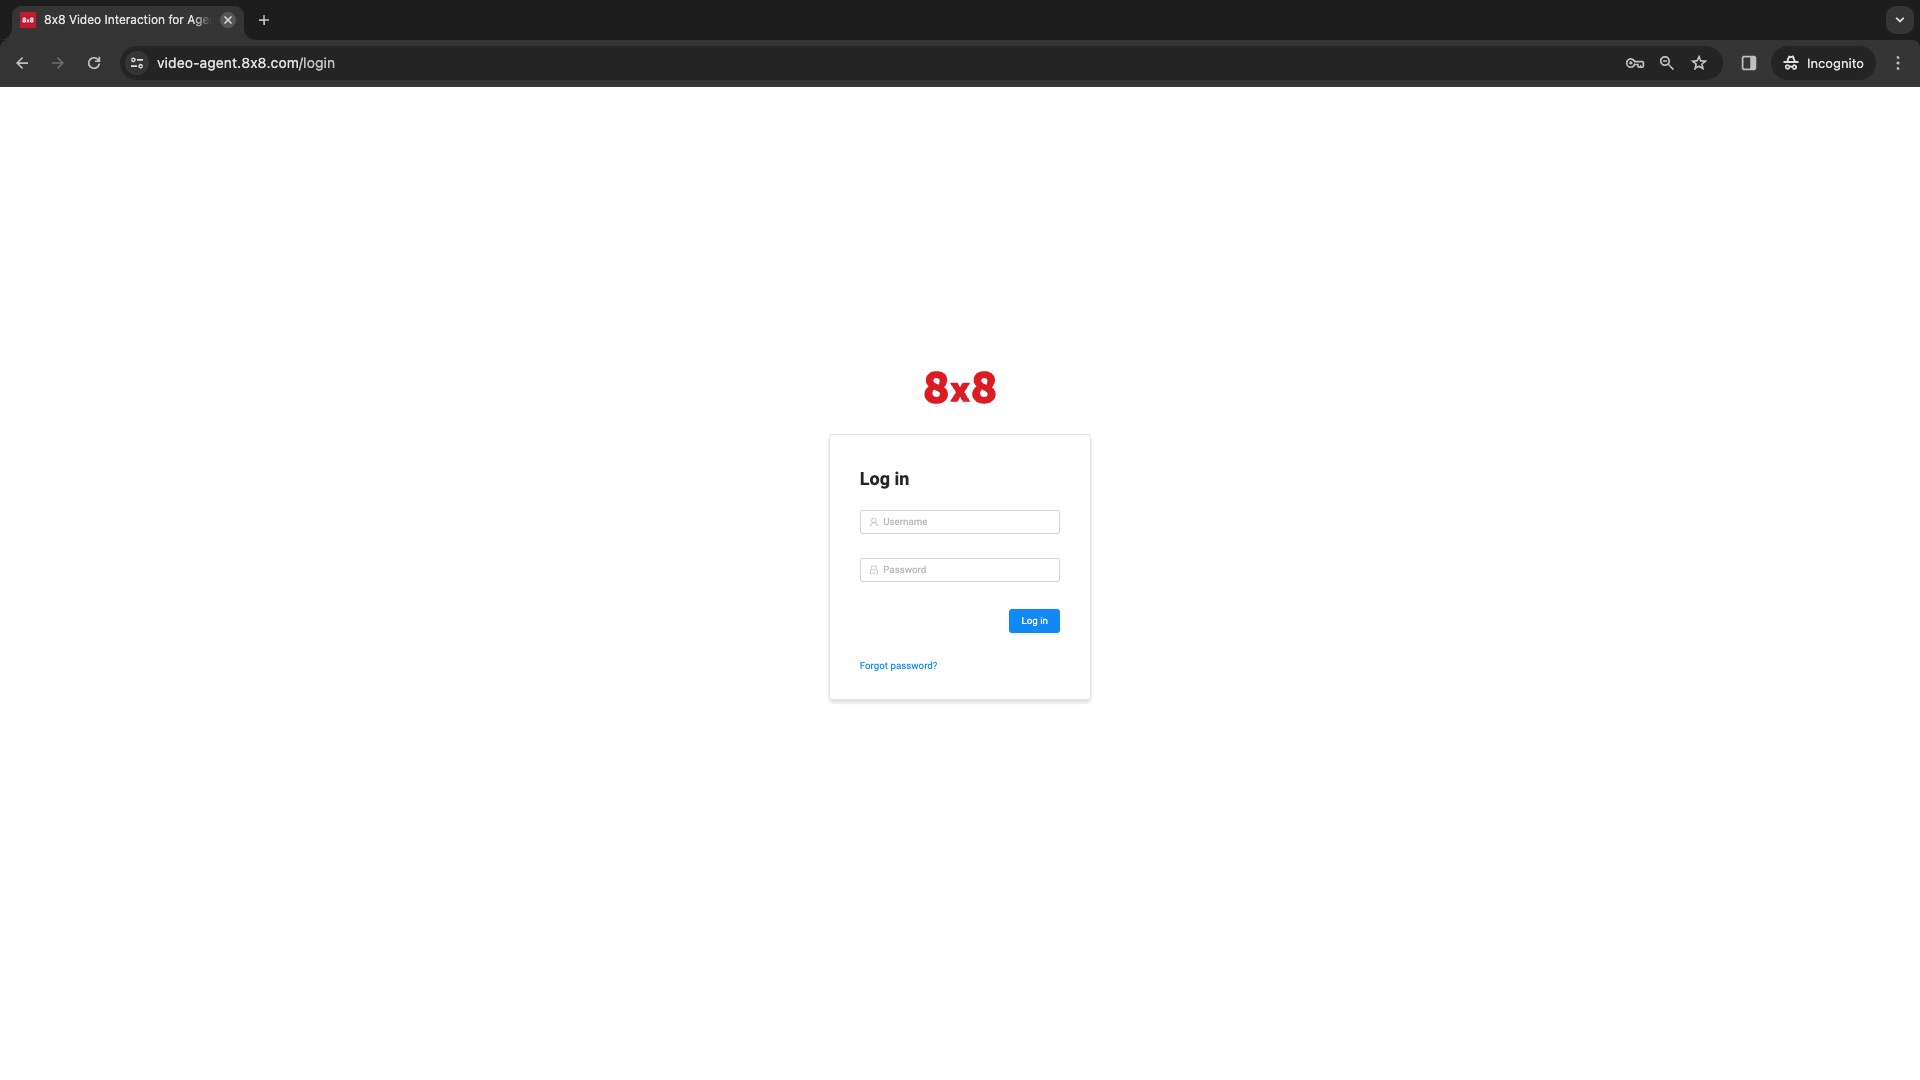 8x8 Video Interaction for Age
video-agent.8x8.com/login
Incognito
8x8
Log in
Username
Password
Log in
Forgot password?